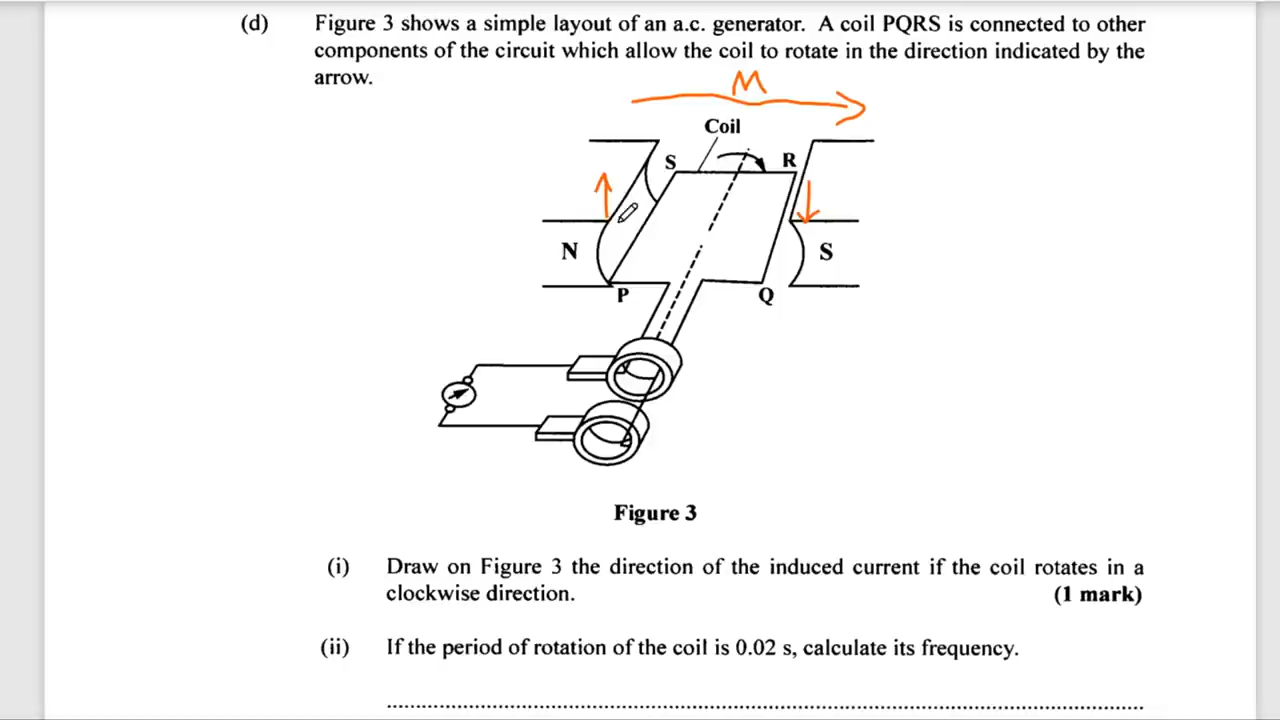 (d) Figure 3 shows a simple layout of an a.c. generator. A coil PQRS is connected to other
components of the circuit which allow the coil to rotate in the direction indicated by the
arrow.
M
Coil
S
R
N
S
P
Q
Figure 3
(i) Draw on Figure 3 the direction of the induced current if the coil rotates in a
clockwise direction. (1 mark)
(ii) If the period of rotation of the coil is 0.02 s, calculate its frequency.